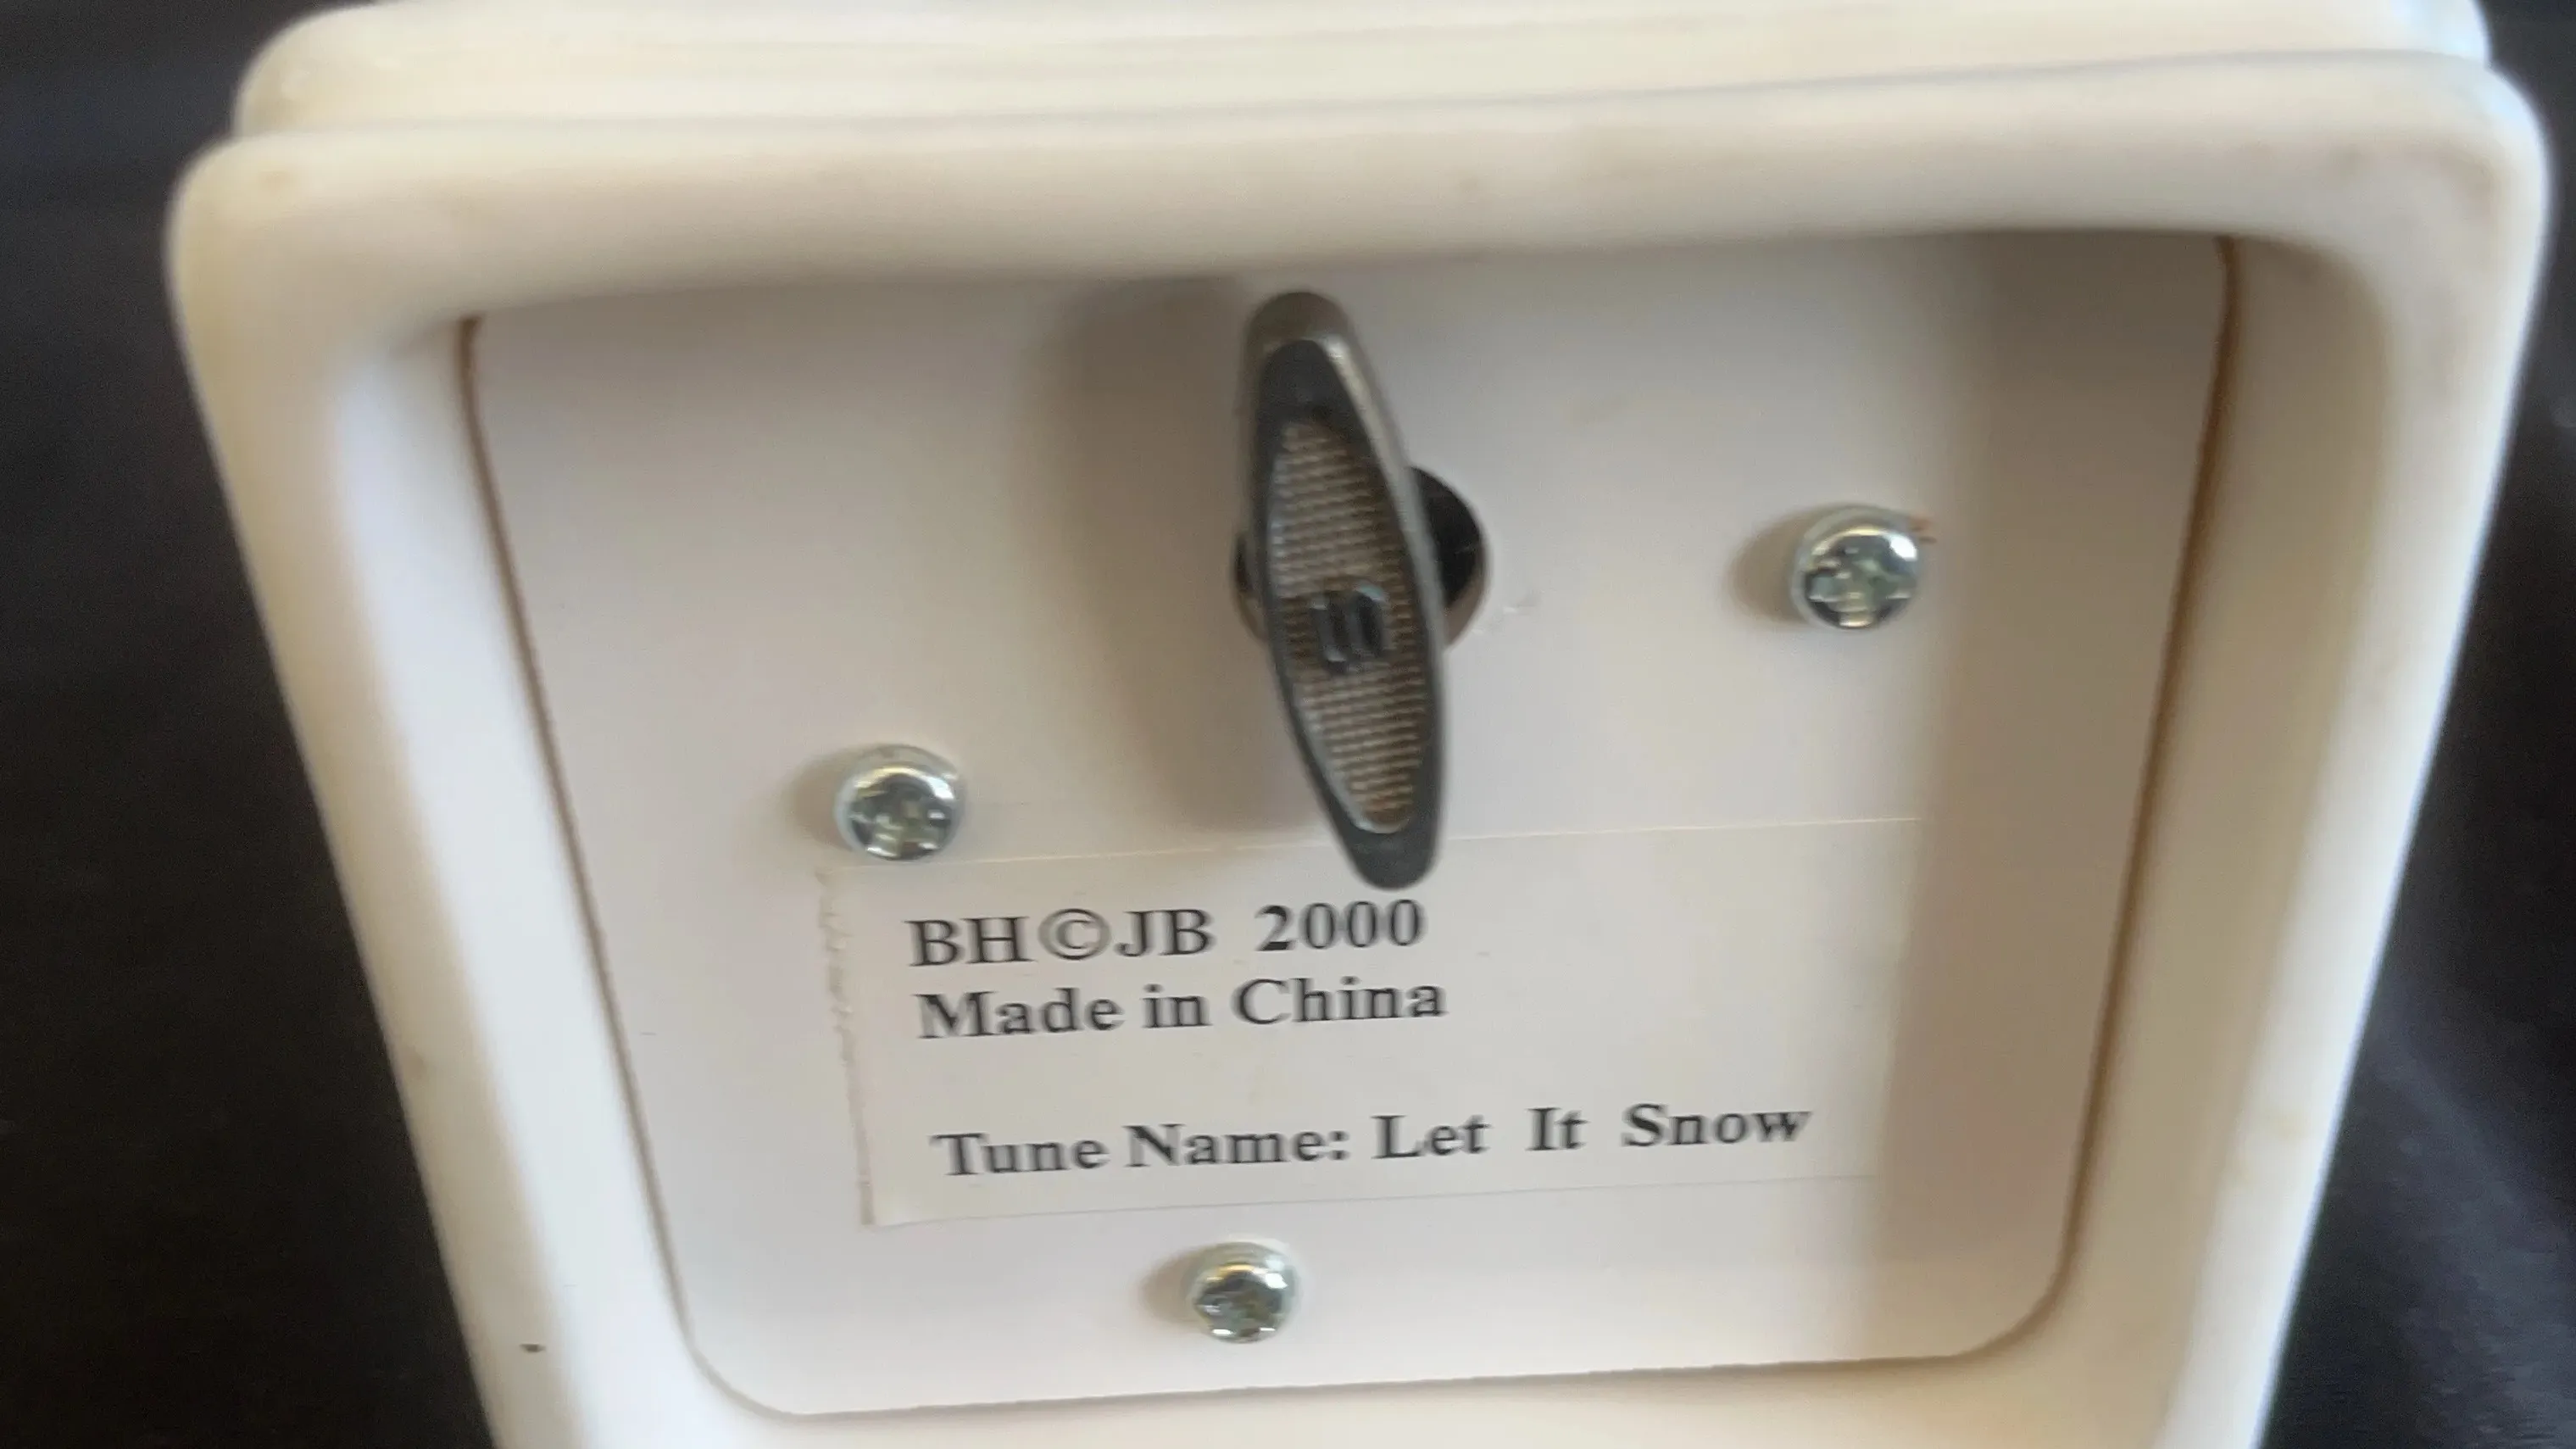 BH©JB 2000
Made in China
Tune Name: Let It Snow